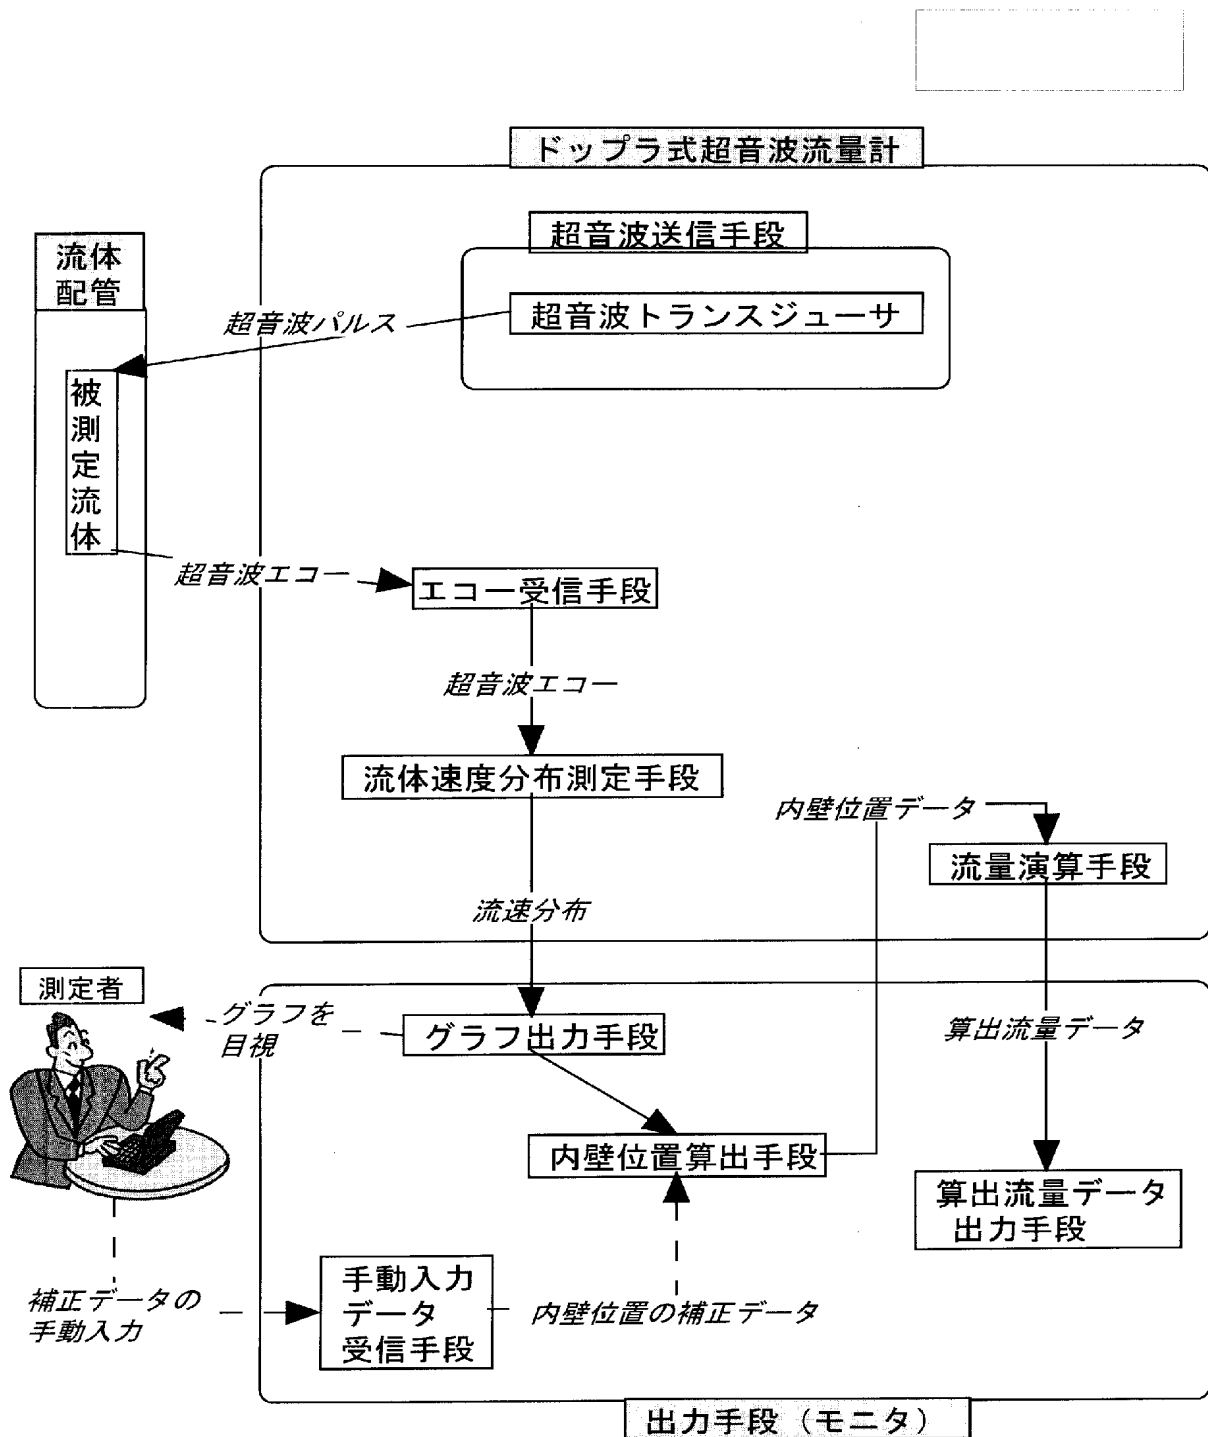 ドップラ式超音波流量計
超音波送信手段
流体
配管
超音波トランスジューサ
超音波パルス
被測定流体
超音波エコー
エコー受信手段
超音波エコー
流体速度分布測定手段
内壁位置データ
流量演算手段
流速分布
測定者
グラフを
目視
グラフ出力手段
算出流量データ
内壁位置算出手段
算出流量データ
出力手段
手動入力
データ
受信手段
補正データの
手動入力
内壁位置の補正データ
出力手段（モニタ）